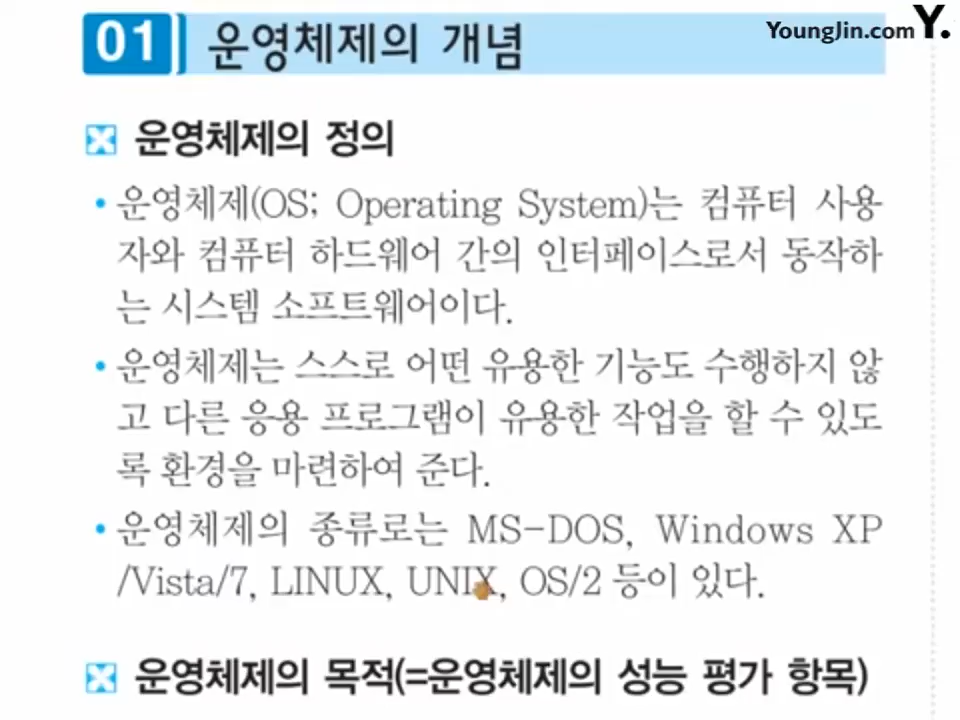 01 운영체제의 개념
YoungJin.com Y.
운영체제의 정의
• 운영체제(OS; Operating System)는 컴퓨터 사용
자와 컴퓨터 하드웨어 간의 인터페이스로서 동작하
는 시스템 소프트웨어이다.
• 운영체제는 스스로 어떤 유용한 기능도 수행하지 않
고 다른 응용 프로그램이 유용한 작업을 할 수 있도
록 환경을 마련하여 준다.
• 운영체제의 종류로는 MS-DOS, Windows XP
/Vista/7, LINUX, UNIX, OS/2 등이 있다.
운영체제의 목적(=운영체제의 성능 평가 항목)